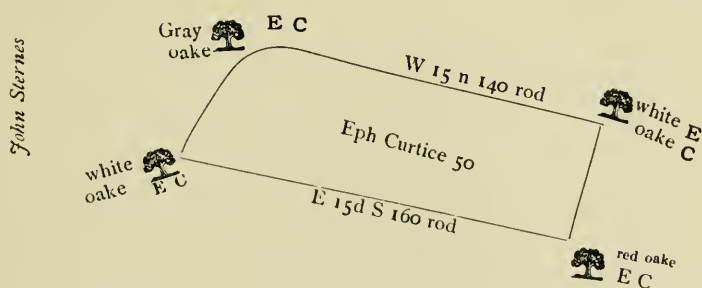 John Sternes
Gray
oake
E C
W 15 n 140 rod
white E
oake C
Eph Curtice 50
white
oake
E C
E 15d S 160 rod
red oake
E C